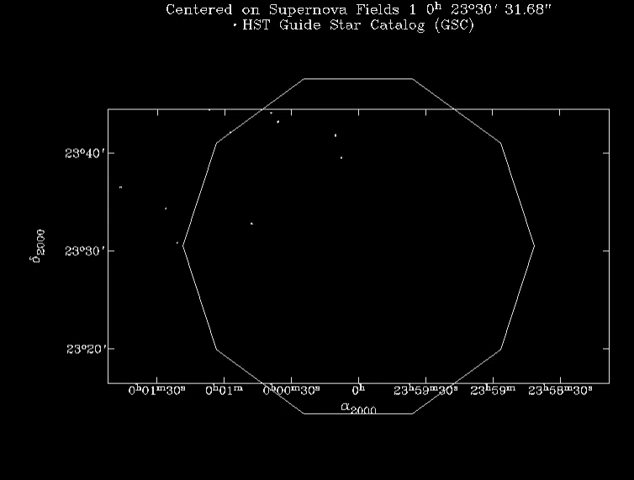 Centered on Supernova Fields 1 0ʰ 23°30′ 31.68″
· HST Guide Star Catalog (GSC)
23°40′
23°30′
δ2000
23°20′
0ʰ01ᵐ30ˢ 0ʰ01ᵐ 0ʰ00ᵐ30ˢ 0ʰ 23ʰ59ᵐ30ˢ 23ʰ59ᵐ 23ʰ58ᵐ30ˢ
α2000